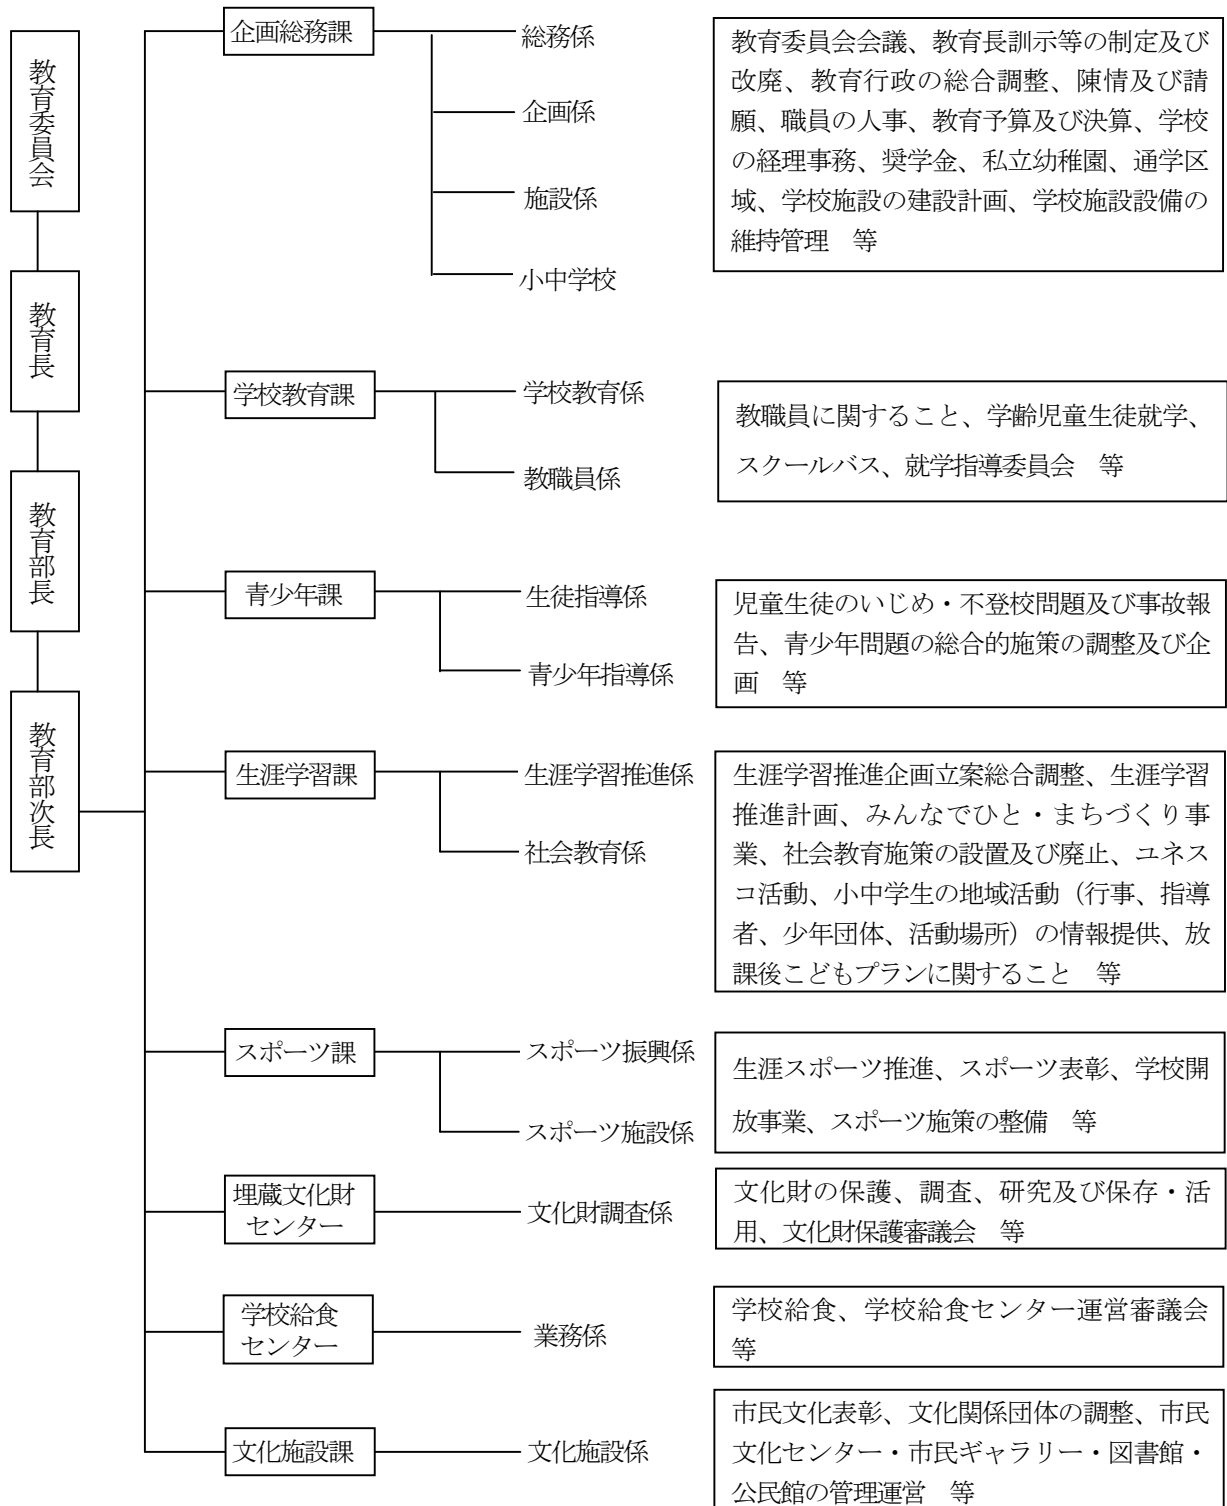 教育委員会
教育長
教育部長
教育部次長
企画総務課
総務係
企画係
施設係
小中学校
教育委員会会議、教育長訓示等の制定及び
改廃、教育行政の総合調整、陳情及び請
願、職員の人事、教育予算及び決算、学校
の経理事務、奨学金、私立幼稚園、通学区
域、学校施設の建設計画、学校施設設備の
維持管理　等
学校教育課
学校教育係
教職員係
教職員に関すること、学齢児童生徒就学、
スクールバス、就学指導委員会　等
青少年課
生徒指導係
青少年指導係
児童生徒のいじめ・不登校問題及び事故報
告、青少年問題の総合的施策の調整及び企
画　等
生涯学習課
生涯学習推進係
社会教育係
生涯学習推進企画立案総合調整、生涯学習
推進計画、みんなでひと・まちづくり事
業、社会教育施策の設置及び廃止、ユネス
コ活動、小中学生の地域活動（行事、指導
者、少年団体、活動場所）の情報提供、放
課後こどもプランに関すること　等
スポーツ課
スポーツ振興係
スポーツ施設係
生涯スポーツ推進、スポーツ表彰、学校開
放事業、スポーツ施策の整備　等
埋蔵文化財
センター
文化財調査係
文化財の保護、調査、研究及び保存・活
用、文化財保護審議会　等
学校給食
センター
業務係
学校給食、学校給食センター運営審議会
等
文化施設課
文化施設係
市民文化表彰、文化関係団体の調整、市民
文化センター・市民ギャラリー・図書館・
公民館の管理運営　等